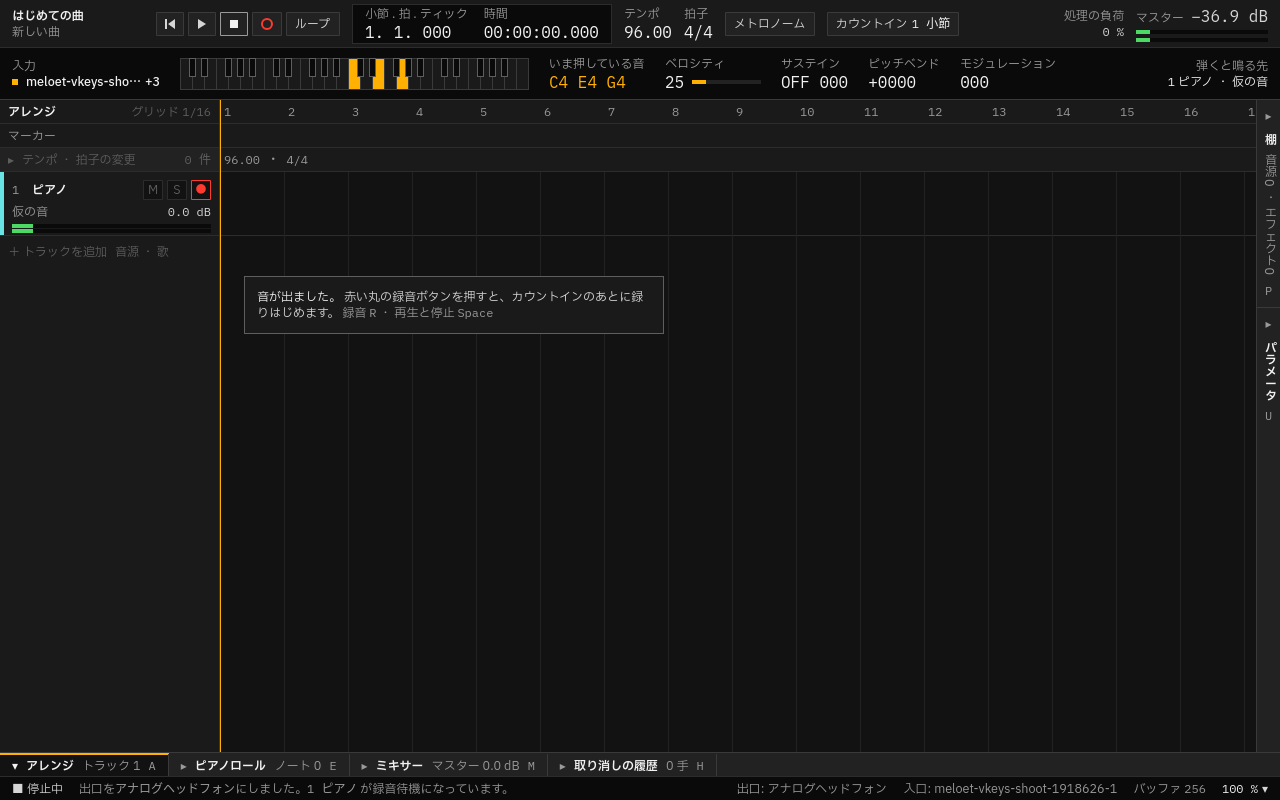 はじめての曲
新しい曲
ループ
小節 . 拍 . ティック 時間
1. 1. 000 00:00:00.000
テンポ 拍子
96.00 4/4
メトロノーム
カウントイン 1 小節
処理の負荷
0 %
マスター −36.9 dB
入力
meloet-vkeys-sho··· +3
いま押している音
C4 E4 G4
ベロシティ
25
サステイン
OFF 000
ピッチベンド
+0000
モジュレーション
000
弾くと鳴る先
1 ピアノ · 仮の音
アレンジ グリッド 1/16
1 2 3 4 5 6 7 8 9 10 11 12 13 14 15 16 1
マーカー
▸ テンポ · 拍子の変更 0 件
96.00 · 4/4
1 ピアノ M S
仮の音 0.0 dB
＋ トラックを追加 音源 · 歌
音が出ました。 赤い丸の録音ボタンを押すと、カウントインのあとに録
りはじめます。 録音 R · 再生と停止 Space
▸ 棚 音源 0 · エフェクト 0 P
▸ パラメータ U
▾ アレンジ トラック 1 A
▸ ピアノロール ノート 0 E
▸ ミキサー マスター 0.0 dB M
▸ 取り消しの履歴 0 手 H
■ 停止中 出口をアナログヘッドフォンにしました。1 ピアノ が録音待機になっています。
出口: アナログヘッドフォン 入口: meloet-vkeys-shoot-1918626-1 バッファ 256 100 % ▾